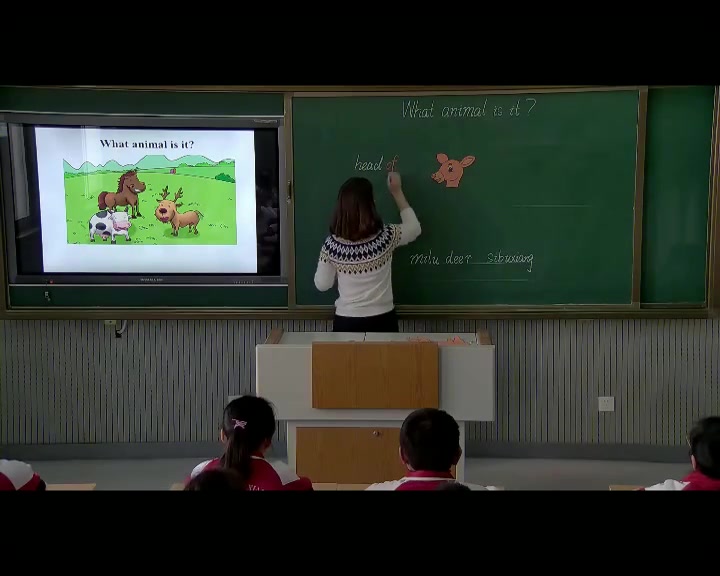 What animal is it?
What animal is it?
head of
milu deer sibuxiang